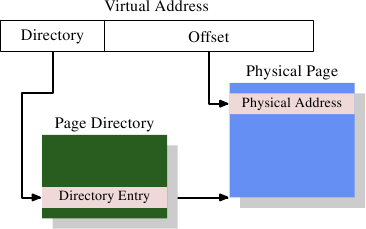 Virtual Address
Directory
Offset
Physical Page
Physical Address
Page Directory
Directory Entry